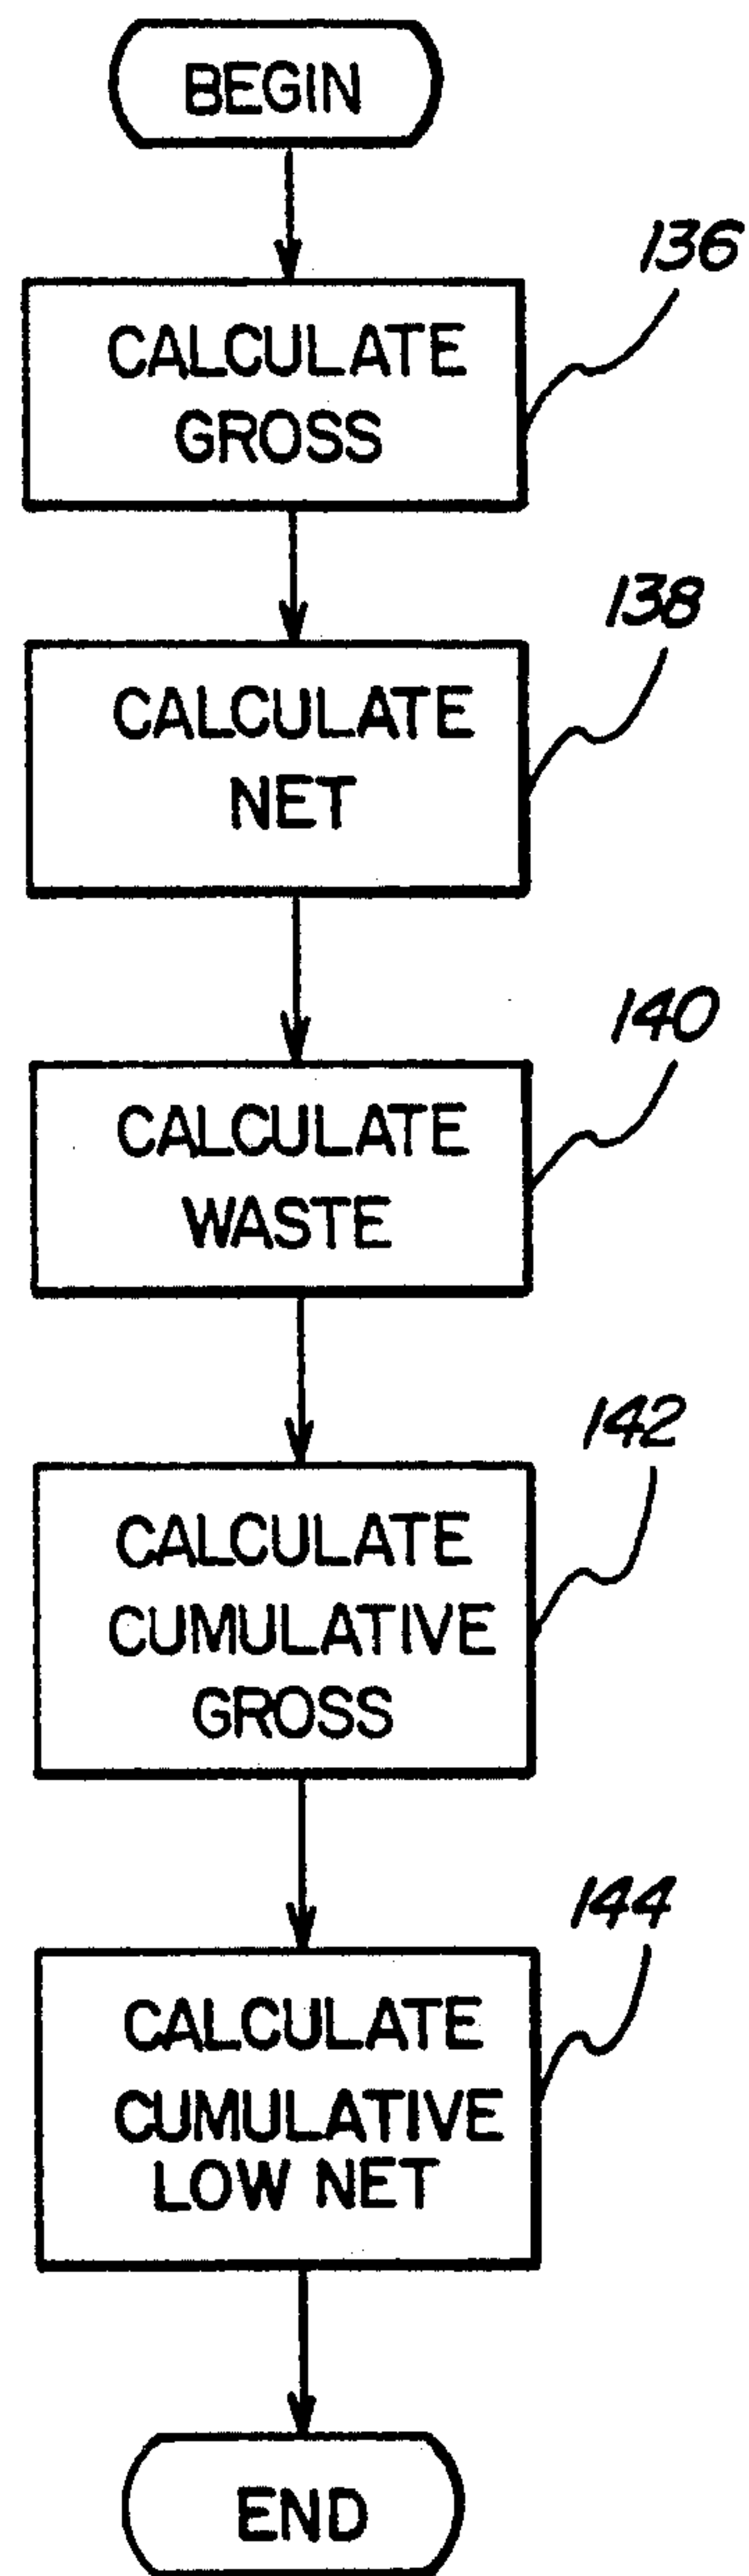 BEGIN
136
CALCULATE
GROSS
138
CALCULATE
NET
140
CALCULATE
WASTE
142
CALCULATE
CUMULATIVE
GROSS
144
CALCULATE
CUMULATIVE
LOW NET
END